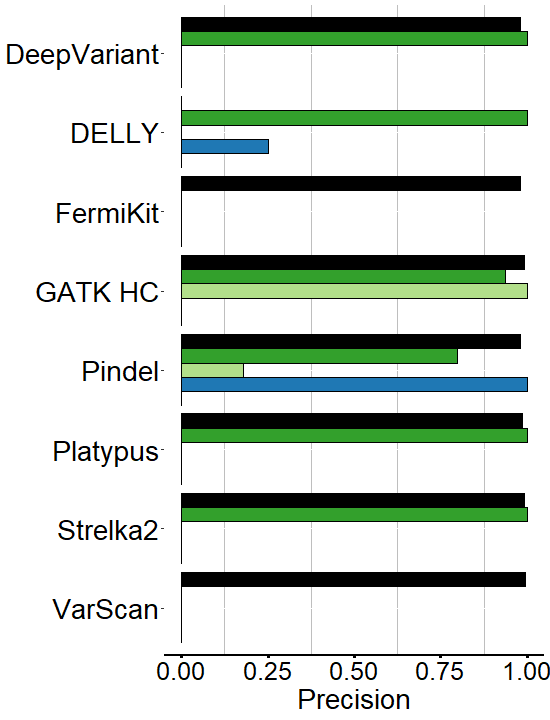 DeepVariant
DELLY
FermiKit
GATK HC
Pindel
Platypus
Strelka2
VarScan
0.00 0.25 0.50 0.75 1.00
Precision